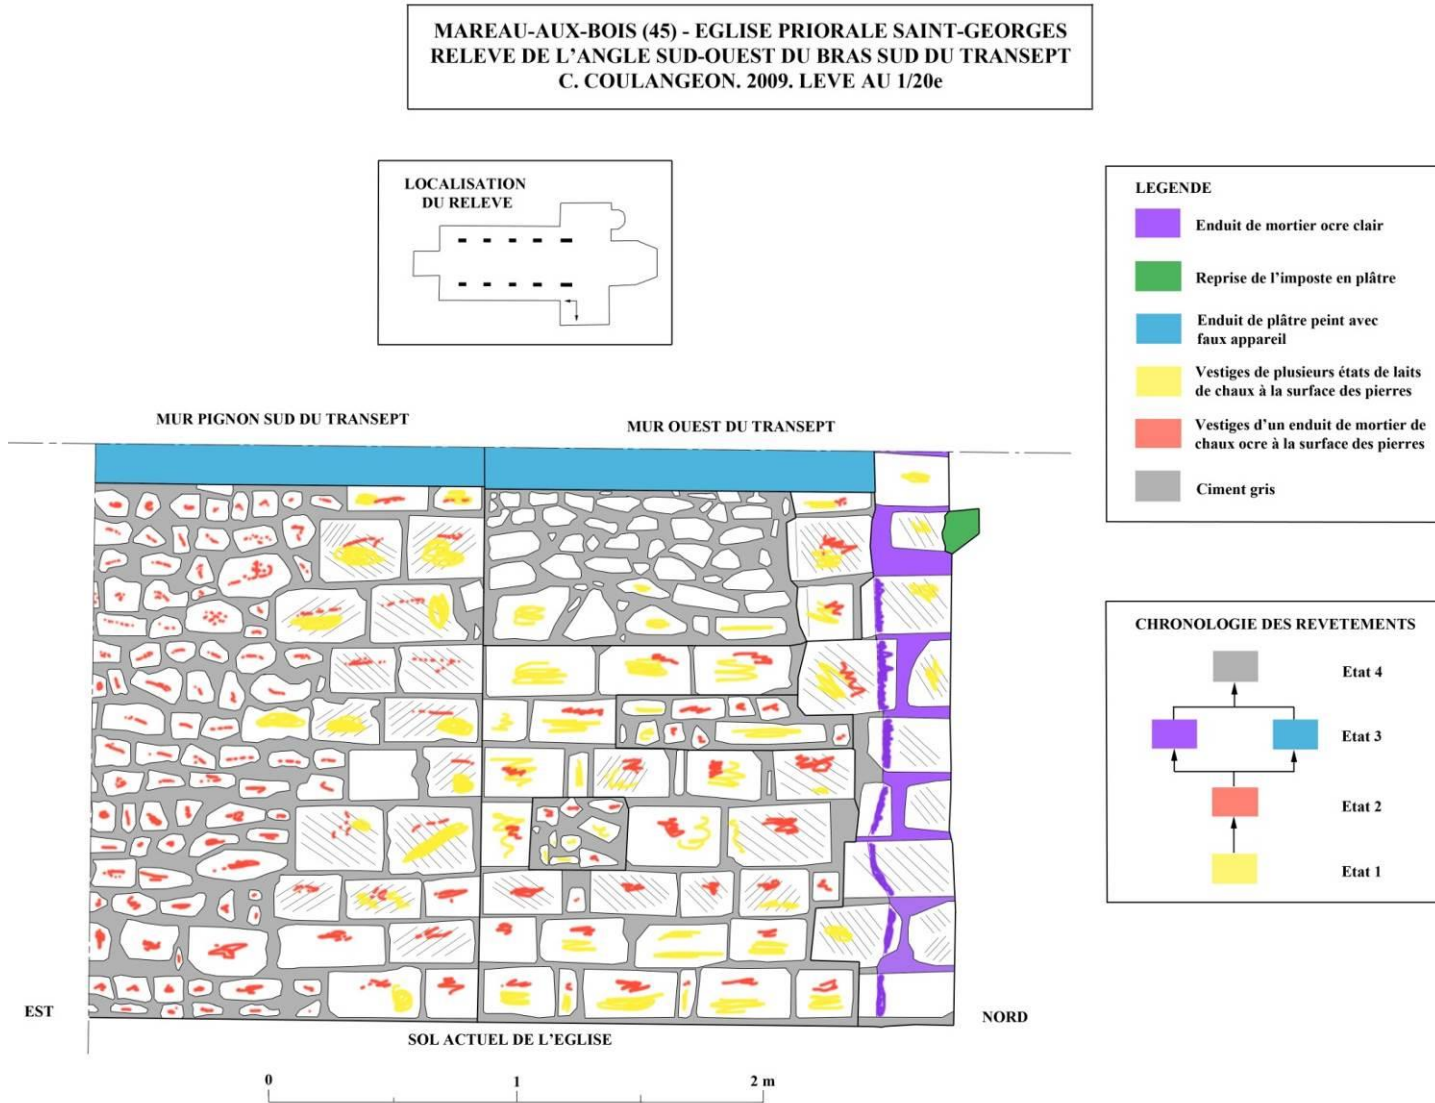 MAREAU-AUX-BOIS (45) - EGLISE PRIORALE SAINT-GEORGES
RELEVE DE L'ANGLE SUD-OUEST DU BRAS SUD DU TRANSEPT
C. COULANGEON. 2009. LEVE AU 1/20e
LOCALISATION
DU RELEVE
LEGENDE
Enduit de mortier ocre clair
Reprise de l'imposte en plâtre
Enduit de plâtre peint avec
faux appareil
Vestiges de plusieurs états de laits
de chaux à la surface des pierres
Vestiges d'un enduit de mortier de
chaux ocre à la surface des pierres
Ciment gris
MUR PIGNON SUD DU TRANSEPT
MUR OUEST DU TRANSEPT
CHRONOLOGIE DES REVETEMENTS
Etat 4
Etat 3
Etat 2
Etat 1
EST
NORD
SOL ACTUEL DE L'EGLISE
0
1
2 m